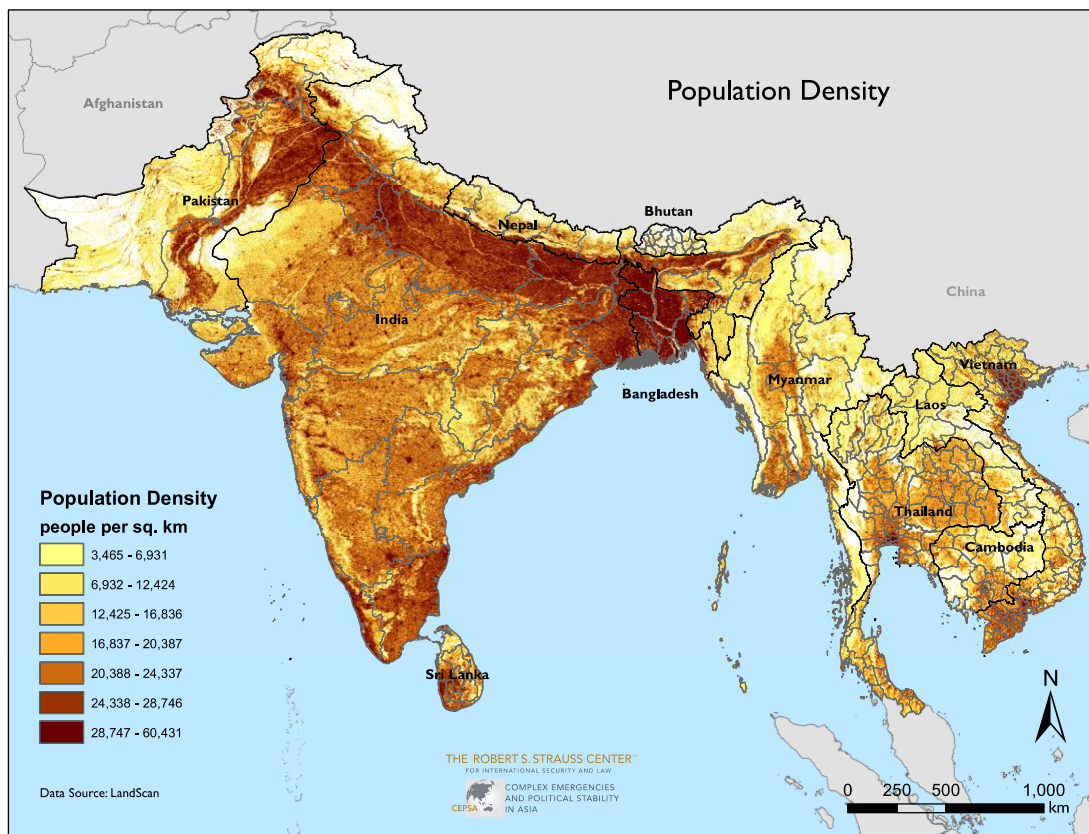 Population Density
Afghanistan
Pakistan
Nepal
Bhutan
China
India
Bangladesh
Myanmar
Vietnam
Laos
Thailand
Cambodia
Sri Lanka
Population Density
people per sq. km
3,465 - 6,931
6,932 - 12,424
12,425 - 16,836
16,837 - 20,387
20,388 - 24,337
24,338 - 28,746
28,747 - 60,431
Data Source: LandScan
THE ROBERT S. STRAUSS CENTER™
FOR INTERNATIONAL SECURITY AND LAW
CEPSA
COMPLEX EMERGENCIES
AND POLITICAL STABILITY
IN ASIA
N
0 250 500 1,000
km